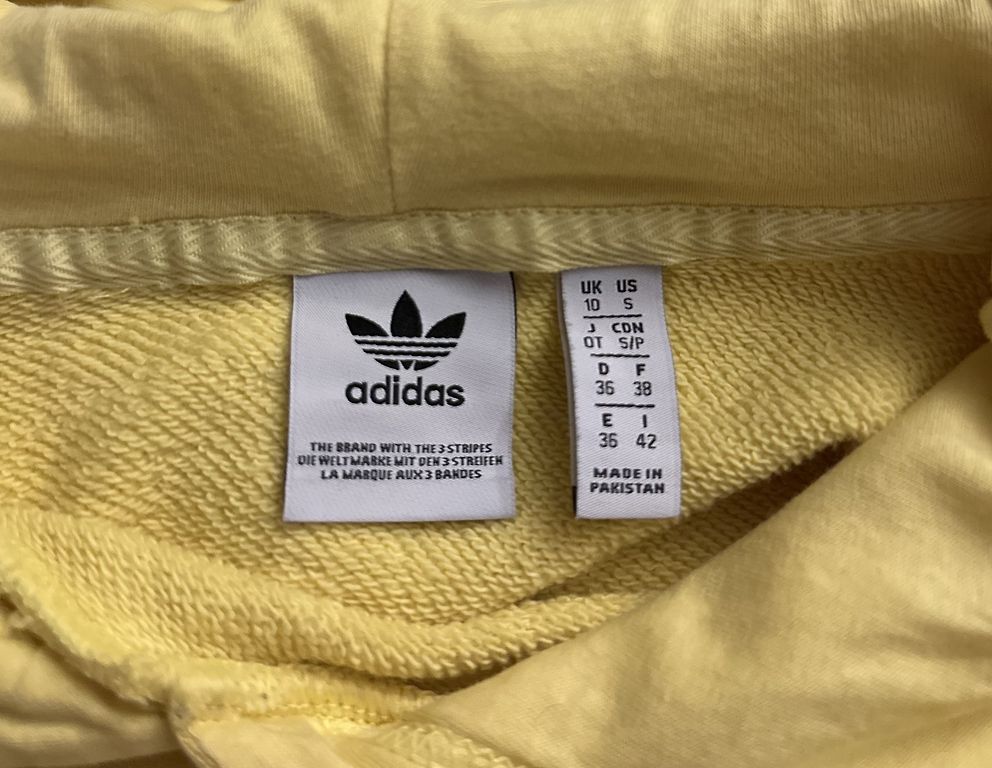 adidas
THE BRAND WITH THE 3 STRIPES
DIE WELTMARKE MIT DEN 3 STREIFEN
LA MARQUE AUX 3 BANDES
UK US
10 S
J CDN
OT S/P
D F
36 38
E I
36 42
MADE IN
PAKISTAN